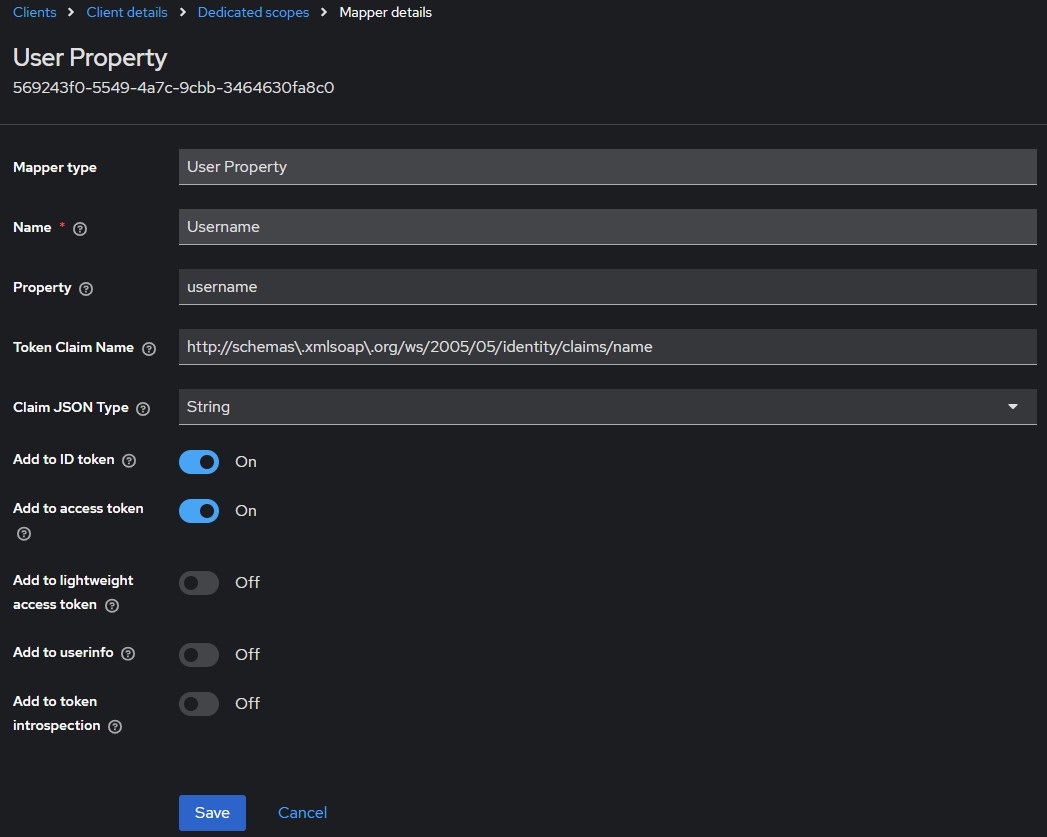 Clients > Client details > Dedicated scopes > Mapper details
User Property
569243f0-5549-4a7c-9cbb-3464630fa8c0
Mapper type User Property
Name * Username
Property username
Token Claim Name http://schemas\.xmlsoap\.org/ws/2005/05/identity/claims/name
Claim JSON Type String
Add to ID token On
Add to access token On
Add to lightweight
access token Off
Add to userinfo Off
Add to token
introspection Off
Save Cancel